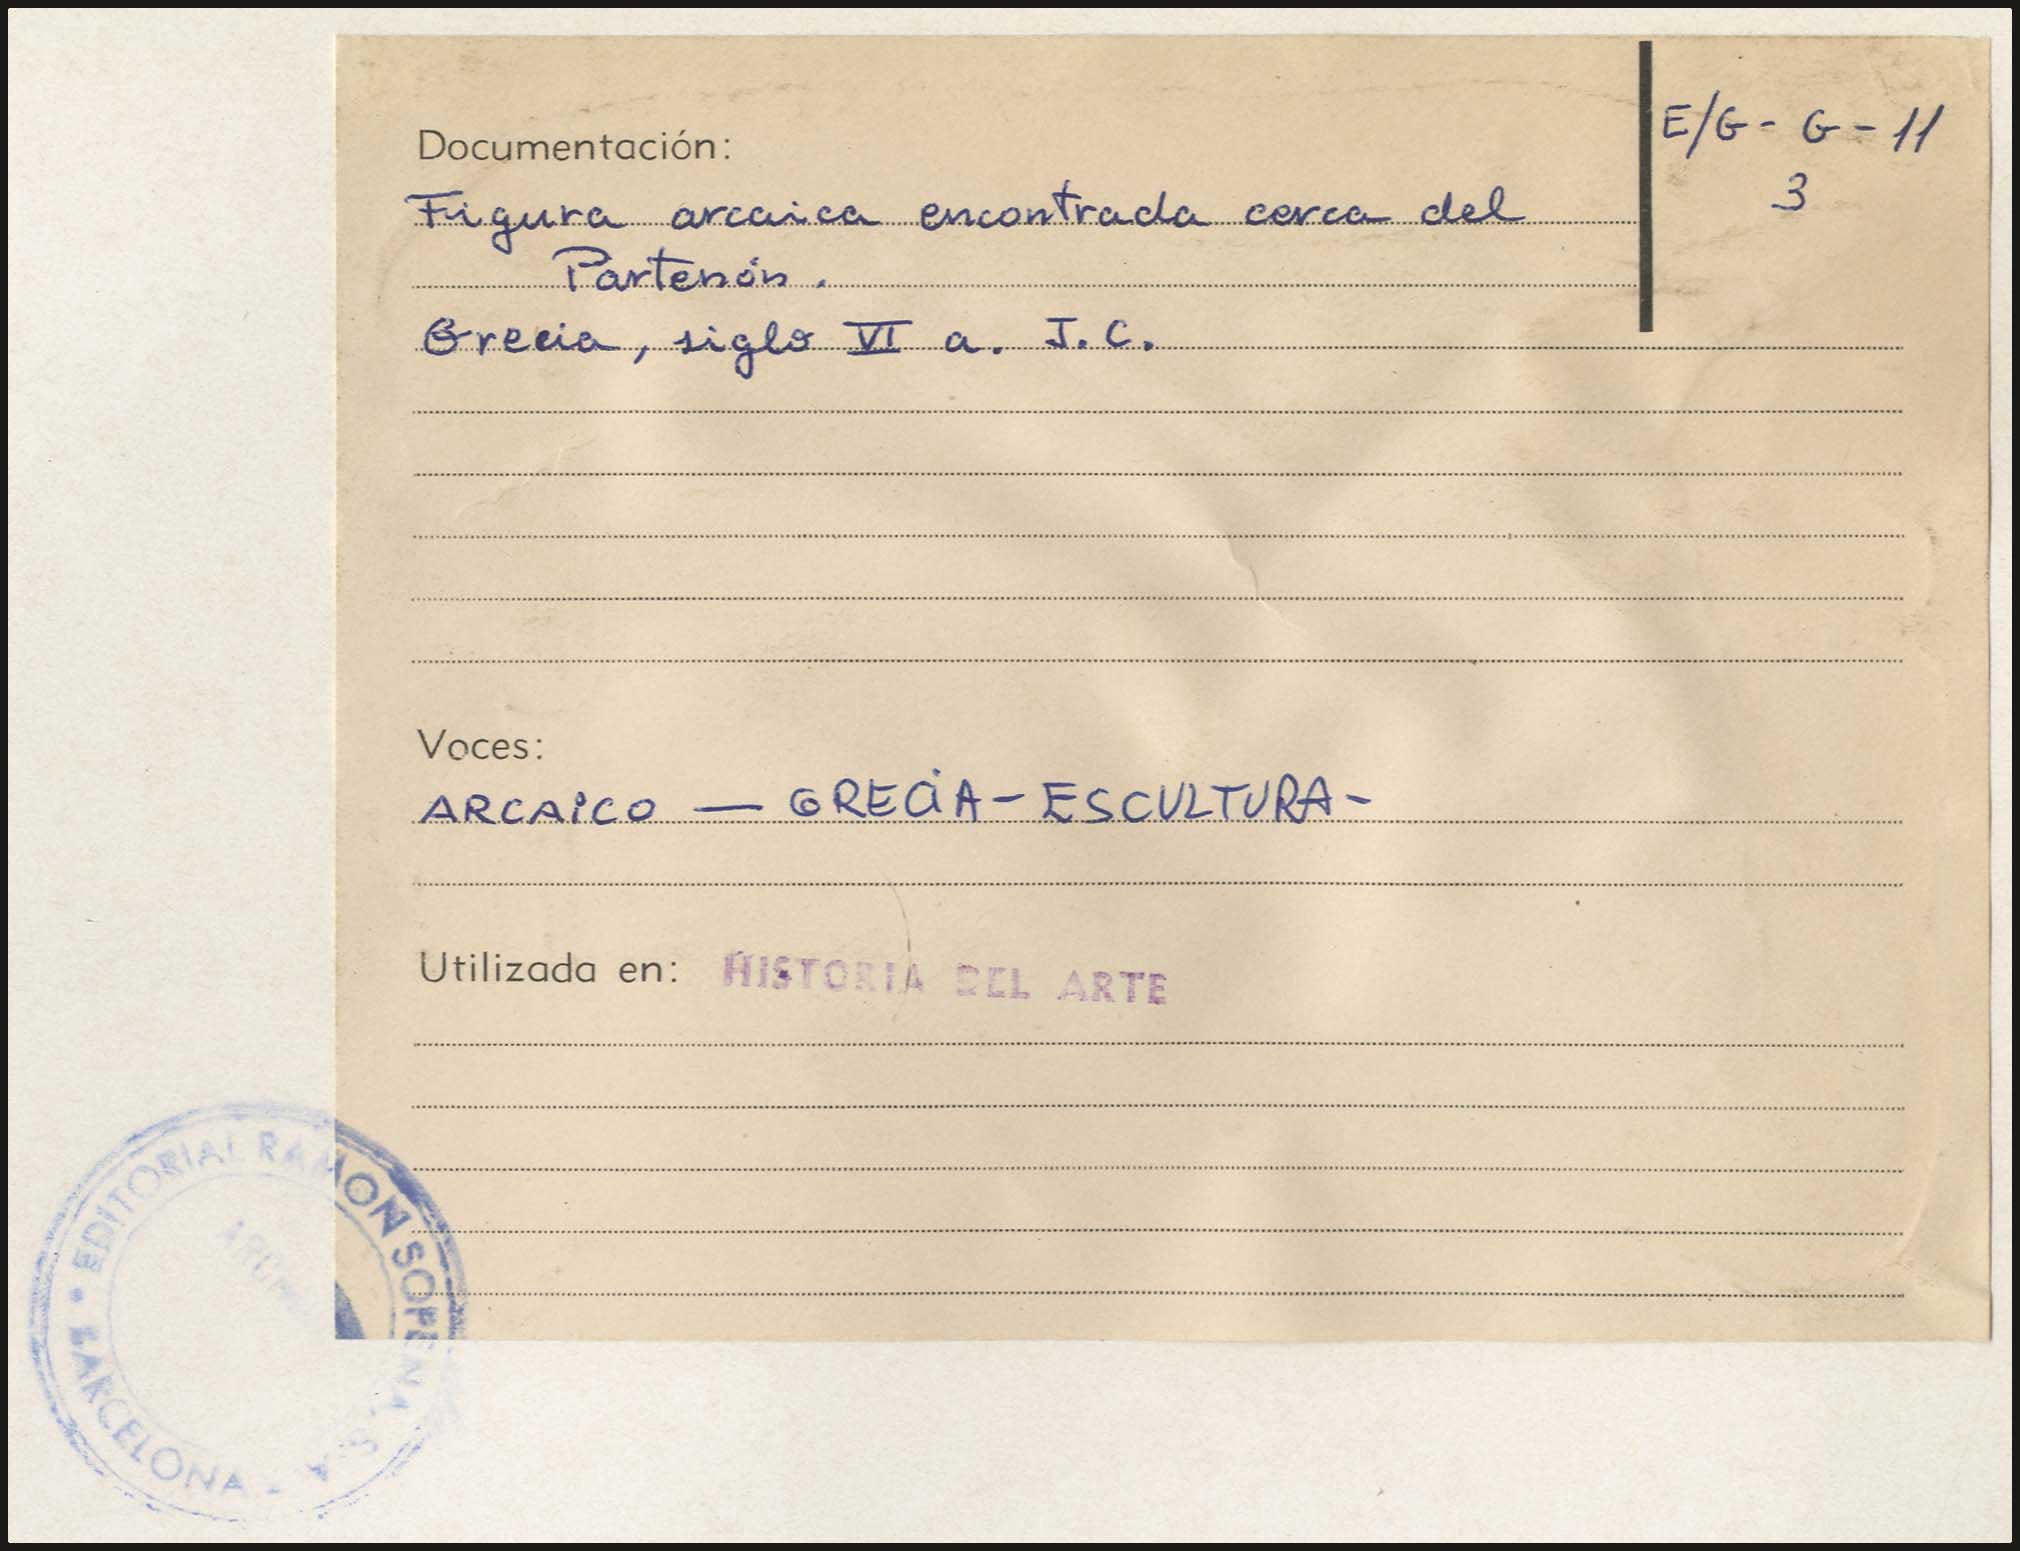 E/G - G - 11
3
Documentación:
Figura arcaica encontrada cerca del
Partenón.
Grecia, siglo VI a. J.C.
Voces:
ARCAiCO — GRECiA - ESCULTURA -
Utilizada en: HISTORIA DEL ARTE
• EDITORIAL RAMON SOPENA, S.A. - BARCELONA